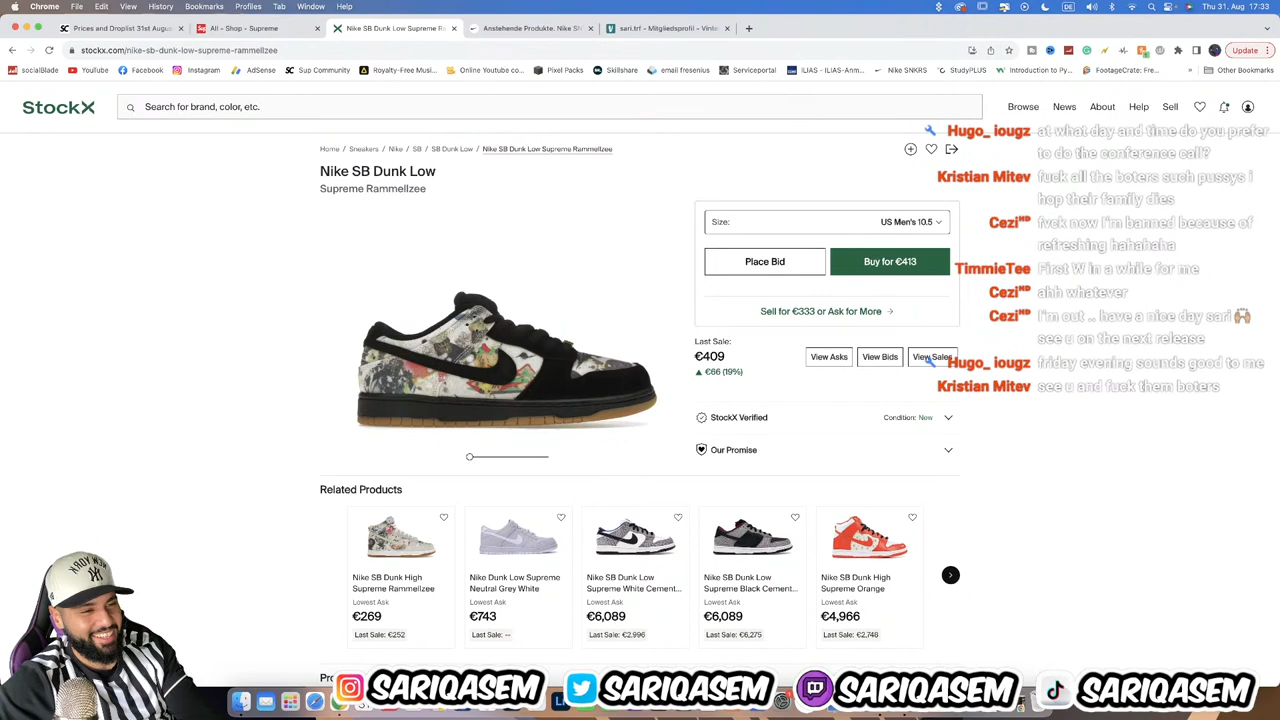 Chrome File Edit View History Bookmarks Profiles Tab Window Help
Thu 31. Aug 17:33
Prices and Droplist 31st August
All – Shop – Supreme
Nike SB Dunk Low Supreme Ra
Anstehende Produkte. Nike SN
sari.trf - Mitgliedsprofil – Vinte
stockx.com/nike-sb-dunk-low-supreme-rammellzee
Update
socialBlade YouTube Facebook Instagram AdSense Sup Community Royalty-Free Musi... Online Youtube co... Pixel Packs Skillshare email fresenius Serviceportal ILIAS - ILIAS-Anm... Nike SNKRS StudyPLUS Introduction to Py... FootageCrate: Fre... Other Bookmarks
StockX
Search for brand, color, etc.
Browse News About Help Sell
Home / Sneakers / Nike / SB / SB Dunk Low / Nike SB Dunk Low Supreme Rammellzee
Nike SB Dunk Low
Supreme Rammellzee
Size: US Men's 10.5
Place Bid Buy for €413
Sell for €333 or Ask for More →
Last Sale:
€409
▲ €66 (19%)
View Asks View Bids View Sales
StockX Verified Condition: New
Our Promise
Hugo_ iougz at what day and time do you prefer
to do the conference call?
Kristian Mitev fuck all the boters such pussys i
hop their family dies
Cezi ᴴᴰ fvck now I'm banned because of
refreshing hahahaha
TimmieTee First W in a while for me
Cezi ᴴᴰ ahh whatever
Cezi ᴴᴰ I'm out .. have a nice day sari 🙌🏽
see u on the next release
Hugo_ iougz friday evening sounds good to me
Kristian Mitev see u and fuck them boters
Related Products
Nike SB Dunk High
Supreme Rammellzee
Lowest Ask
€269
Last Sale: €252
Nike Dunk Low Supreme
Neutral Grey White
Lowest Ask
€743
Last Sale: --
Nike SB Dunk Low
Supreme White Cement...
Lowest Ask
€6,089
Last Sale: €2,996
Nike SB Dunk Low
Supreme Black Cement...
Lowest Ask
€6,089
Last Sale: €6,275
Nike SB Dunk High
Supreme Orange
Lowest Ask
€4,966
Last Sale: €2,748
SARIQASEM SARIQASEM SARIQASEM SARIQASEM